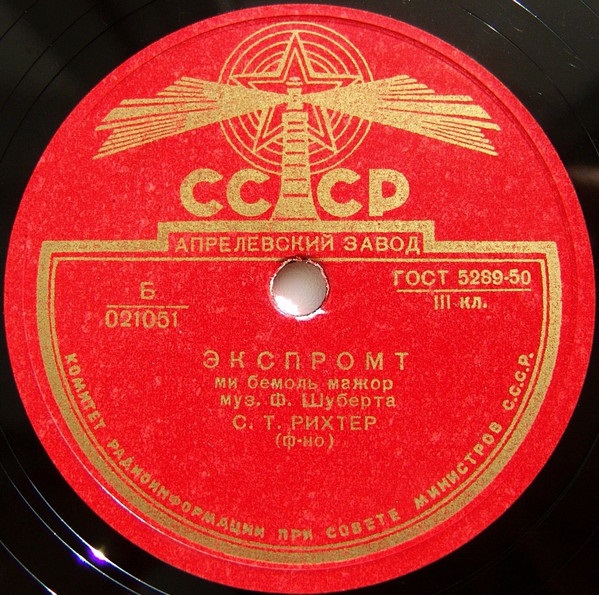 СССР
АПРЕЛЕВСКИЙ ЗАВОД
Б
021051
ГОСТ 5289-50
III кл.
ЭКСПРОМТ
ми бемоль мажор
муз. Ф. Шуберта
С. Т. РИХТЕР
(ф-но)
КОМИТЕТ РАДИОИНФОРМАЦИИ ПРИ СОВЕТЕ МИНИСТРОВ С.С.С.Р.